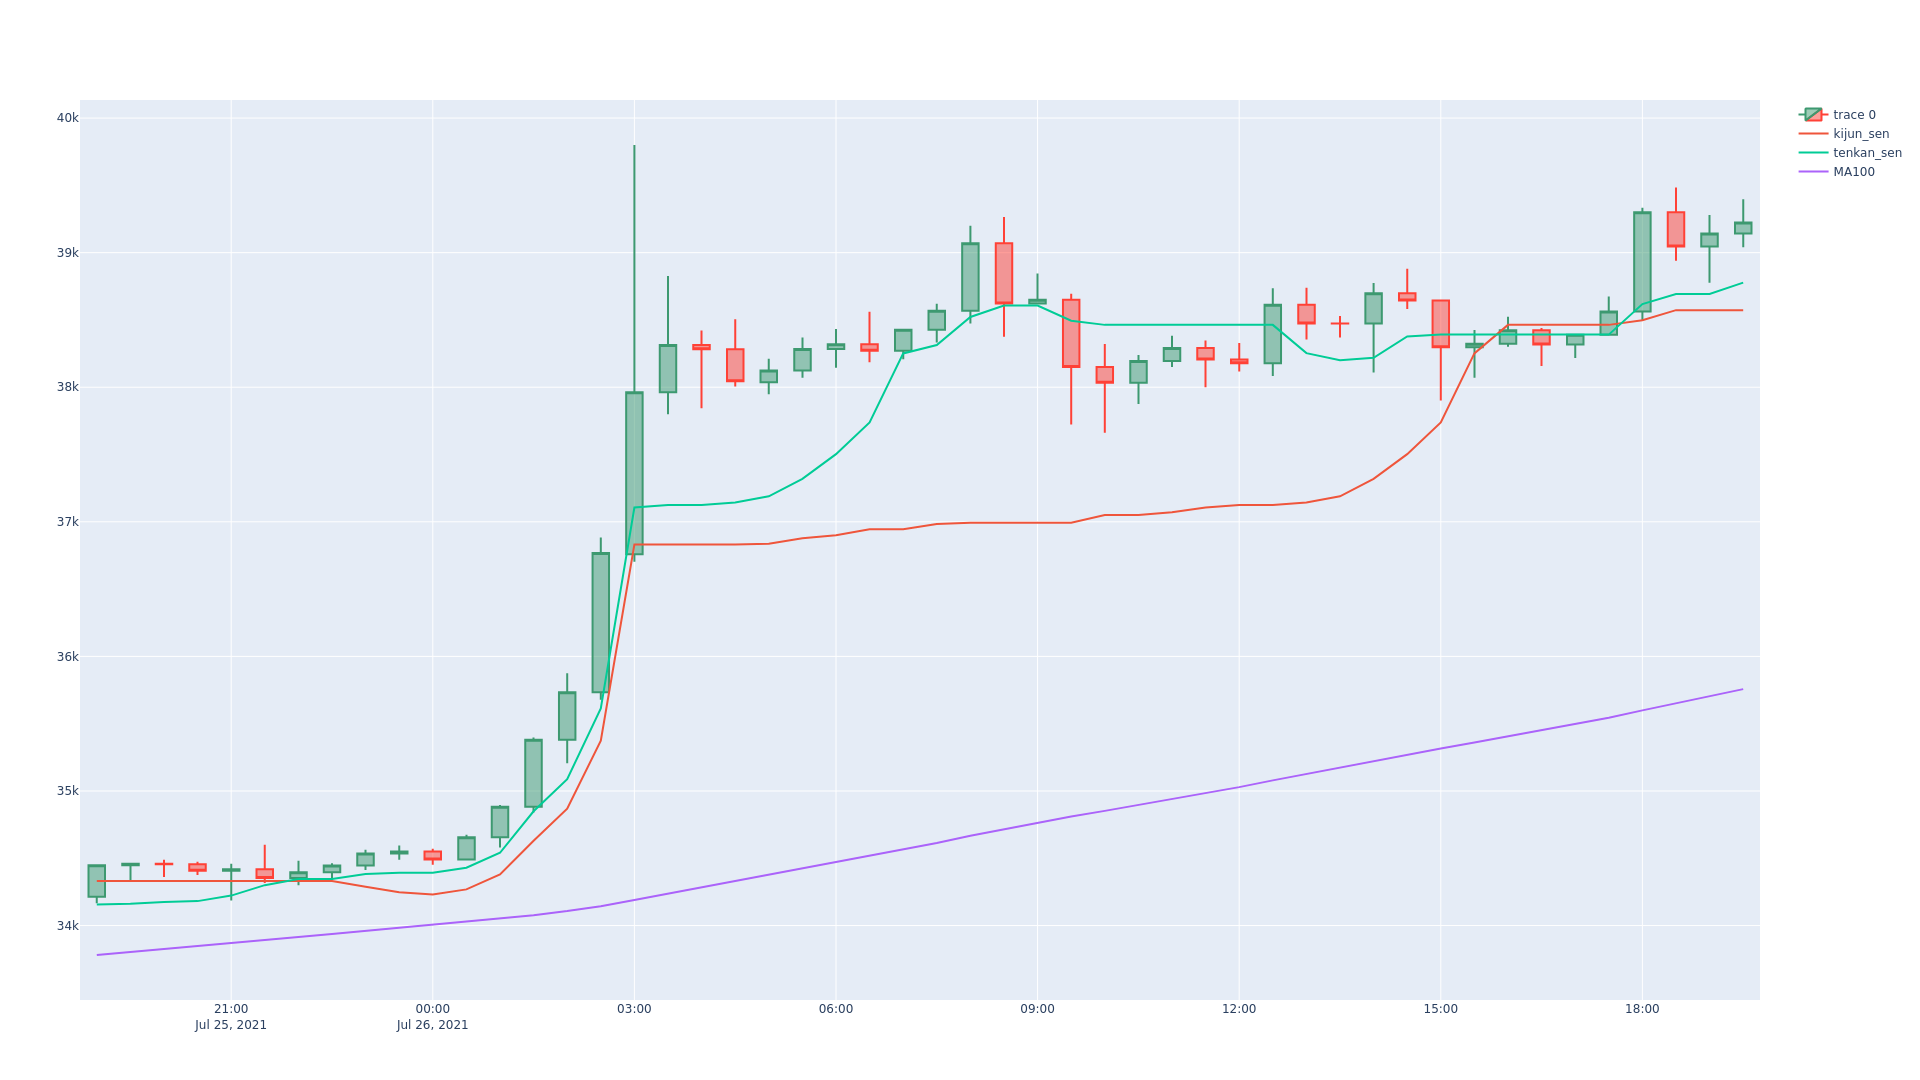 40k
39k
38k
37k
36k
35k
34k
21:00
Jul 25, 2021
00:00
Jul 26, 2021
03:00
06:00
09:00
12:00
15:00
18:00
trace 0
kijun_sen
tenkan_sen
MA100